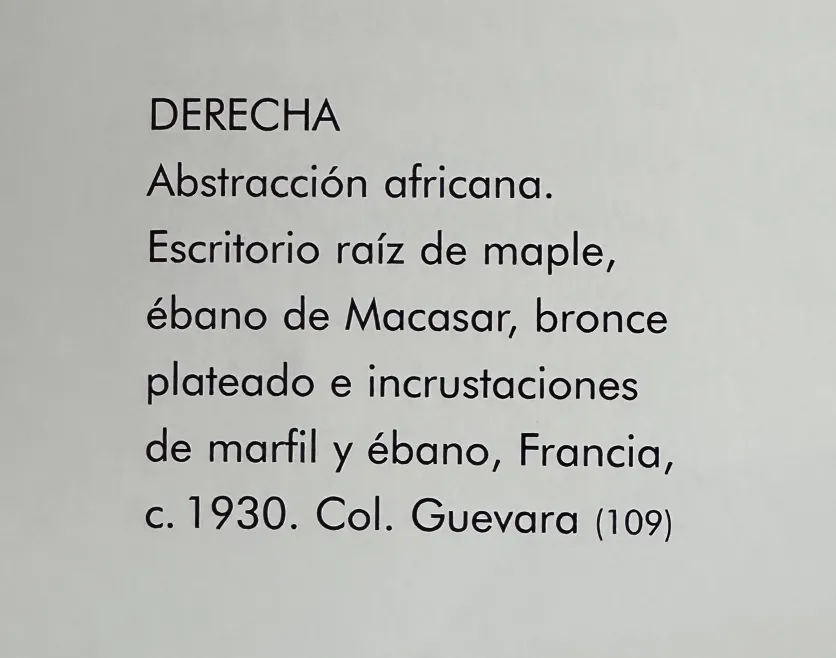 DERECHA
Abstracción africana.
Escritorio raíz de maple,
ébano de Macasar, bronce
plateado e incrustaciones
de marfil y ébano, Francia,
c. 1930. Col. Guevara (109)